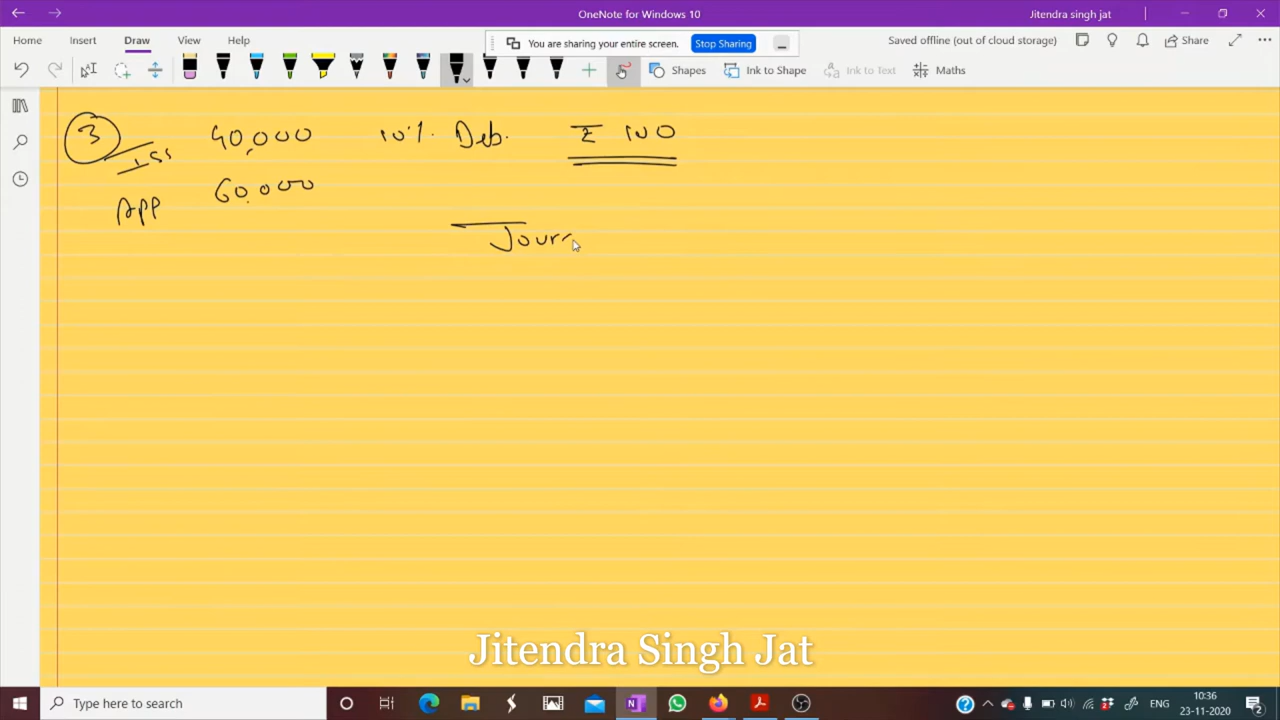 OneNote for Windows 10
Jitendra singh jat
Home Insert Draw View Help
You are sharing your entire screen. Stop Sharing
Saved offline (out of cloud storage)
Share
Shapes
Ink to Shape
Ink to Text
Maths
3 40,000 10% Deb. ₹ 100
Iss
App 60,000
Jour
Jitendra Singh Jat
Type here to search
ENG
10:36
23-11-2020
2